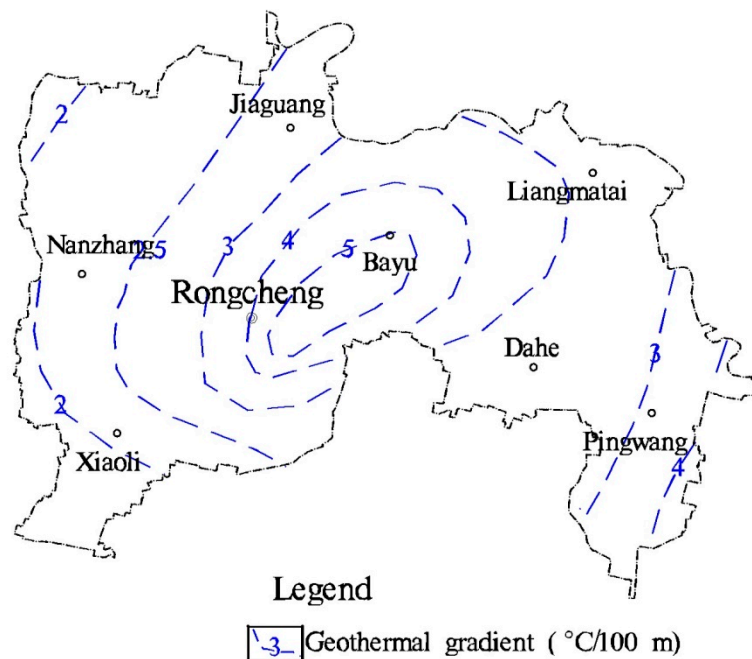 Jiaguang
2
Liangmatai
Nanzhang
2.5
3
4
5
Bayu
Rongcheng
Dahe
3
2
Pingwang
Xiaoli
4
Legend
3 Geothermal gradient ( °C/100 m)